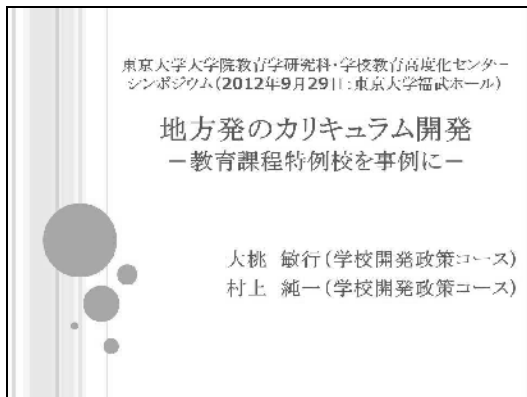 東京大学大学院教育学研究科・学校教育高度化センター
シンポジウム(2012年9月29日:東京大学福武ホール)
地方発のカリキュラム開発
－教育課程特例校を事例に－
大桃 敏行(学校開発政策コース)
村上 純一(学校開発政策コース)